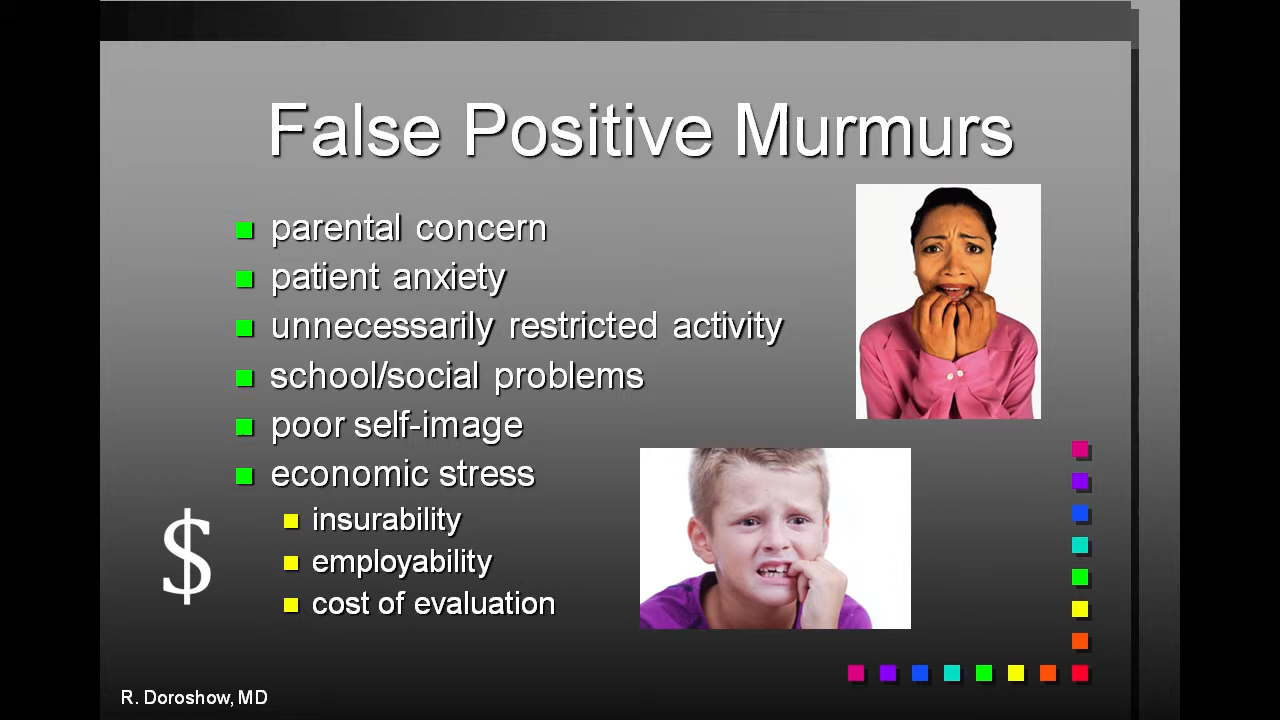 False Positive Murmurs
parental concern
patient anxiety
unnecessarily restricted activity
school/social problems
poor self-image
economic stress
insurability
employability
cost of evaluation
$
R. Doroshow, MD